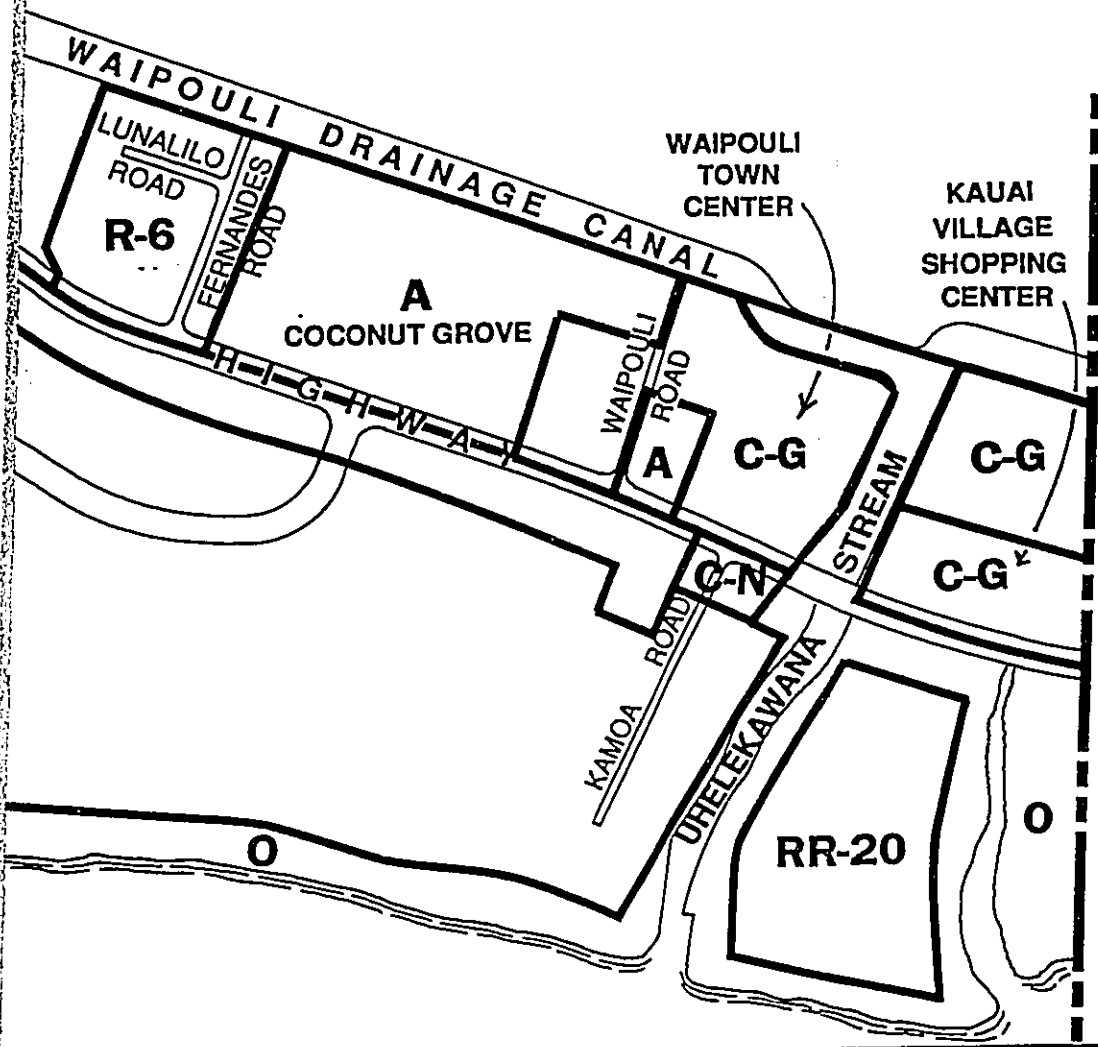 WAIPOULI DRAINAGE CANAL
WAIPOULI
TOWN
CENTER
KAUAI
VILLAGE
SHOPPING
CENTER
LUNALILO
ROAD
R-6
FERNANDES
ROAD
A
COCONUT GROVE
HIGHWAY
WAIPOULI
ROAD
A
C-G
C-G
C-G
STREAM
C-N
ROAD
KAMOA
UHELEKAWANA
RR-20
O
O